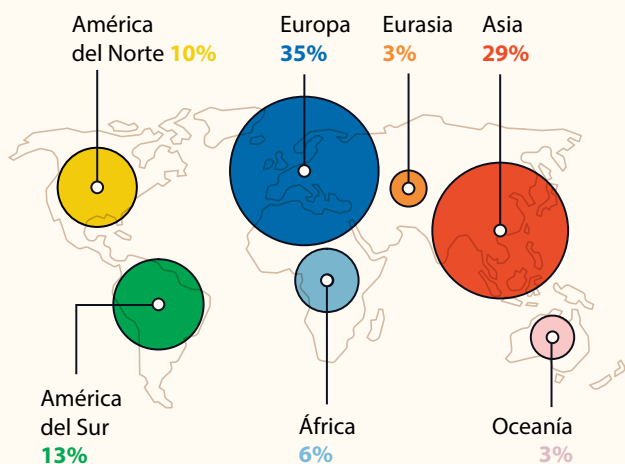 América
del Norte 10%
Europa
35%
Eurasia
3%
Asia
29%
América
del Sur
13%
África
6%
Oceanía
3%